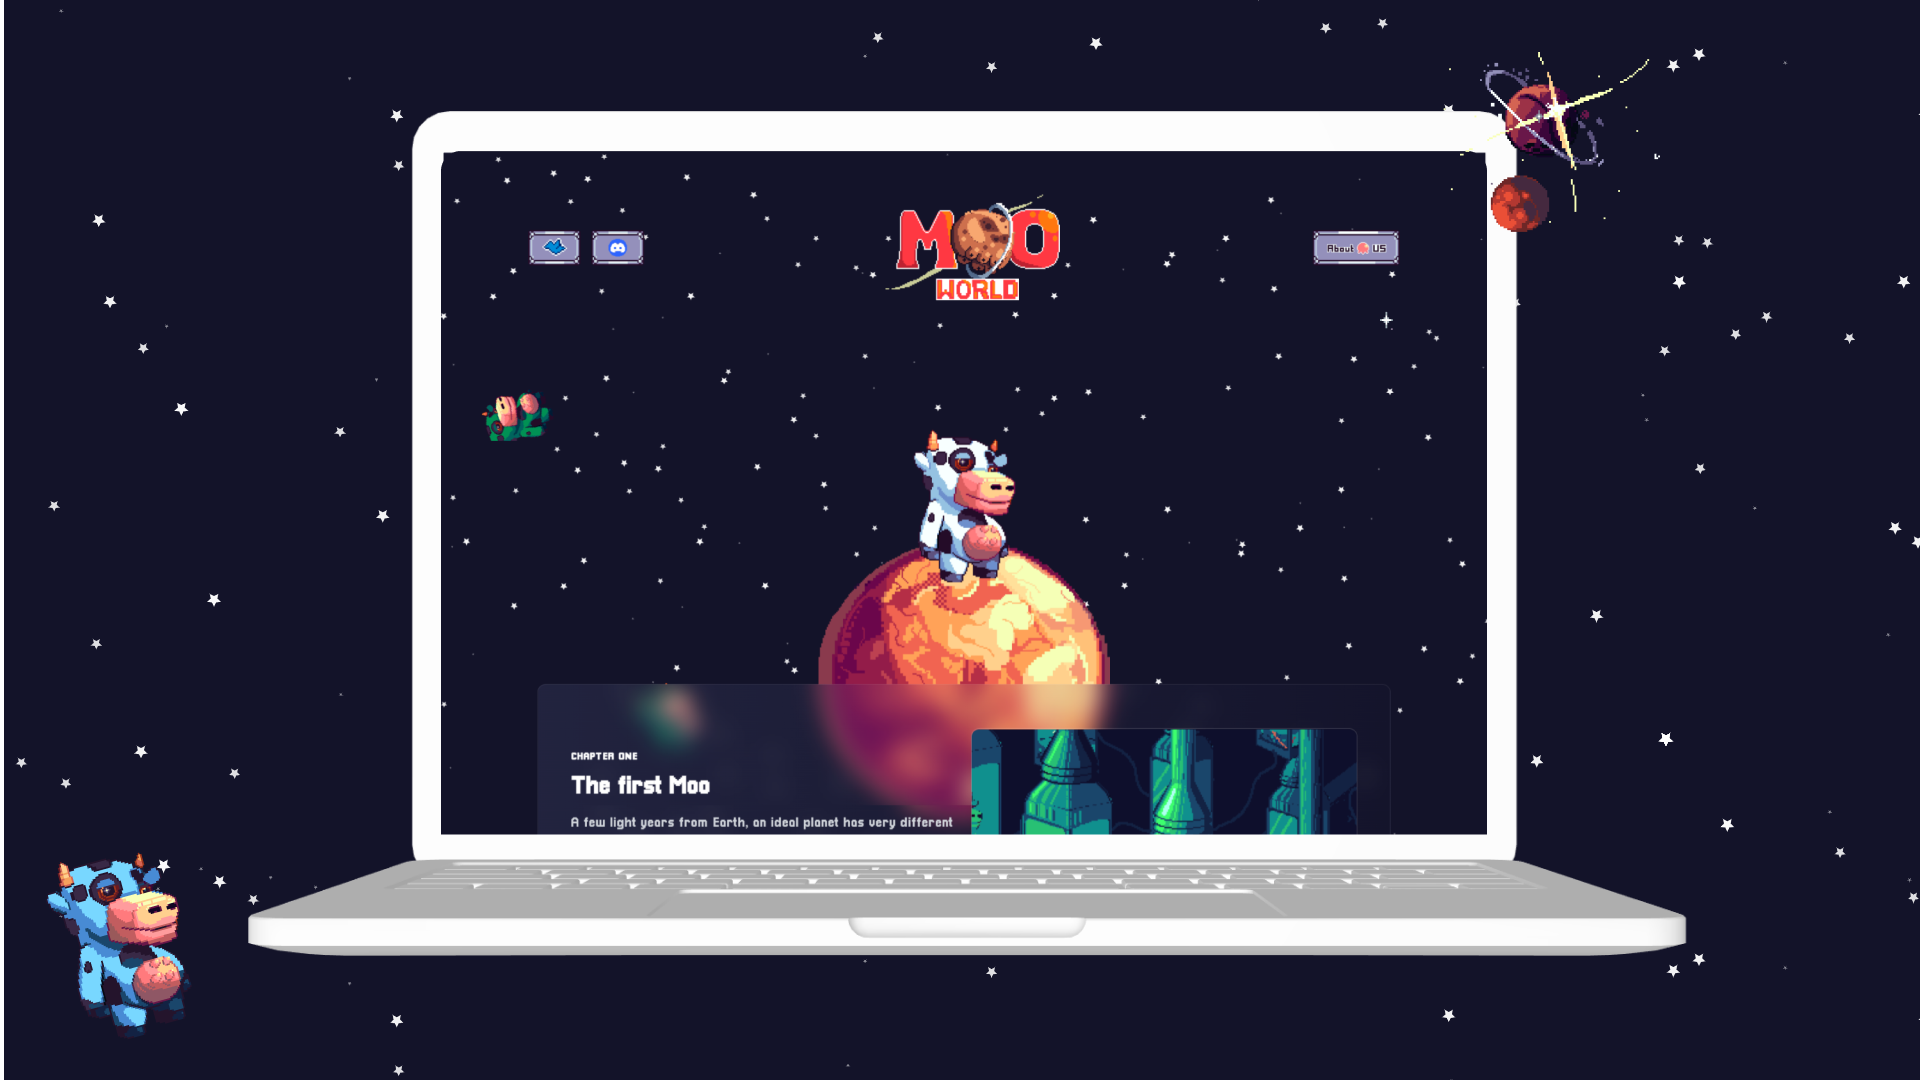 MOO
WORLD
About US
CHAPTER ONE
The first Moo
A few light years from Earth, an ideal planet has very different